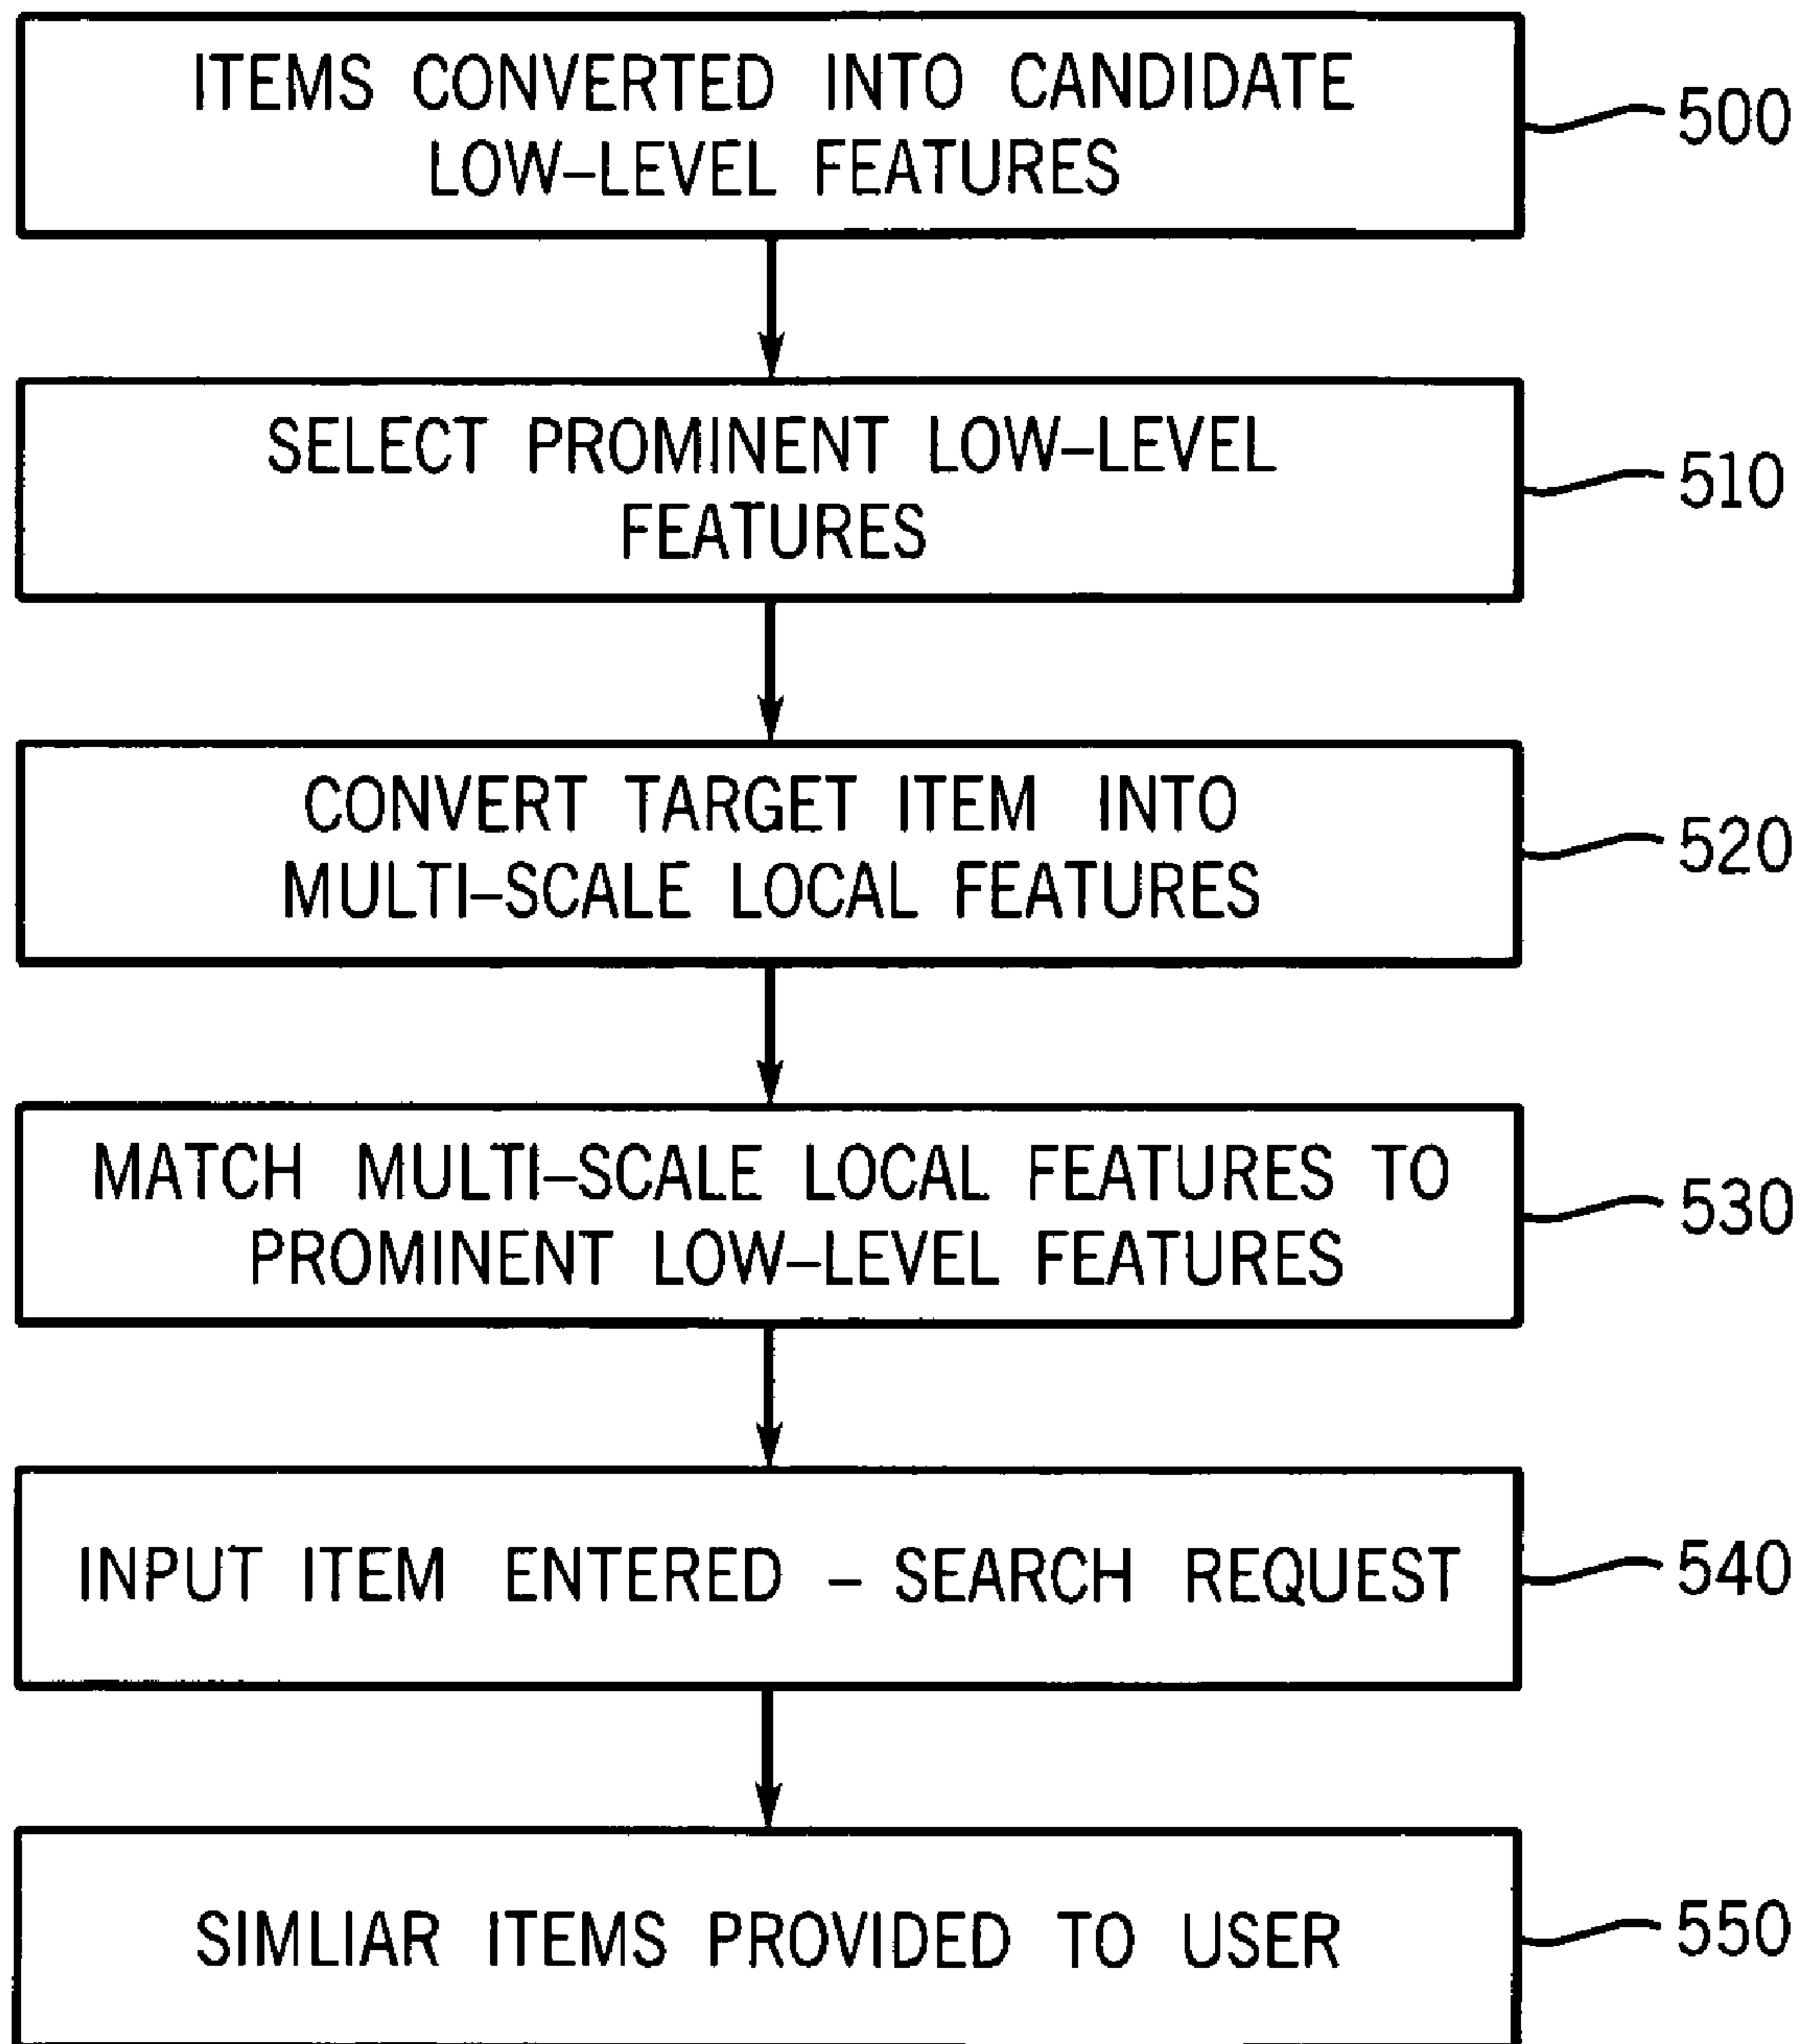 ITEMS CONVERTED INTO CANDIDATE
LOW–LEVEL FEATURES
500
SELECT PROMINENT LOW–LEVEL
FEATURES
510
CONVERT TARGET ITEM INTO
MULTI–SCALE LOCAL FEATURES
520
MATCH MULTI–SCALE LOCAL FEATURES TO
PROMINENT LOW–LEVEL FEATURES
530
INPUT ITEM ENTERED – SEARCH REQUEST
540
SIMLIAR ITEMS PROVIDED TO USER
550